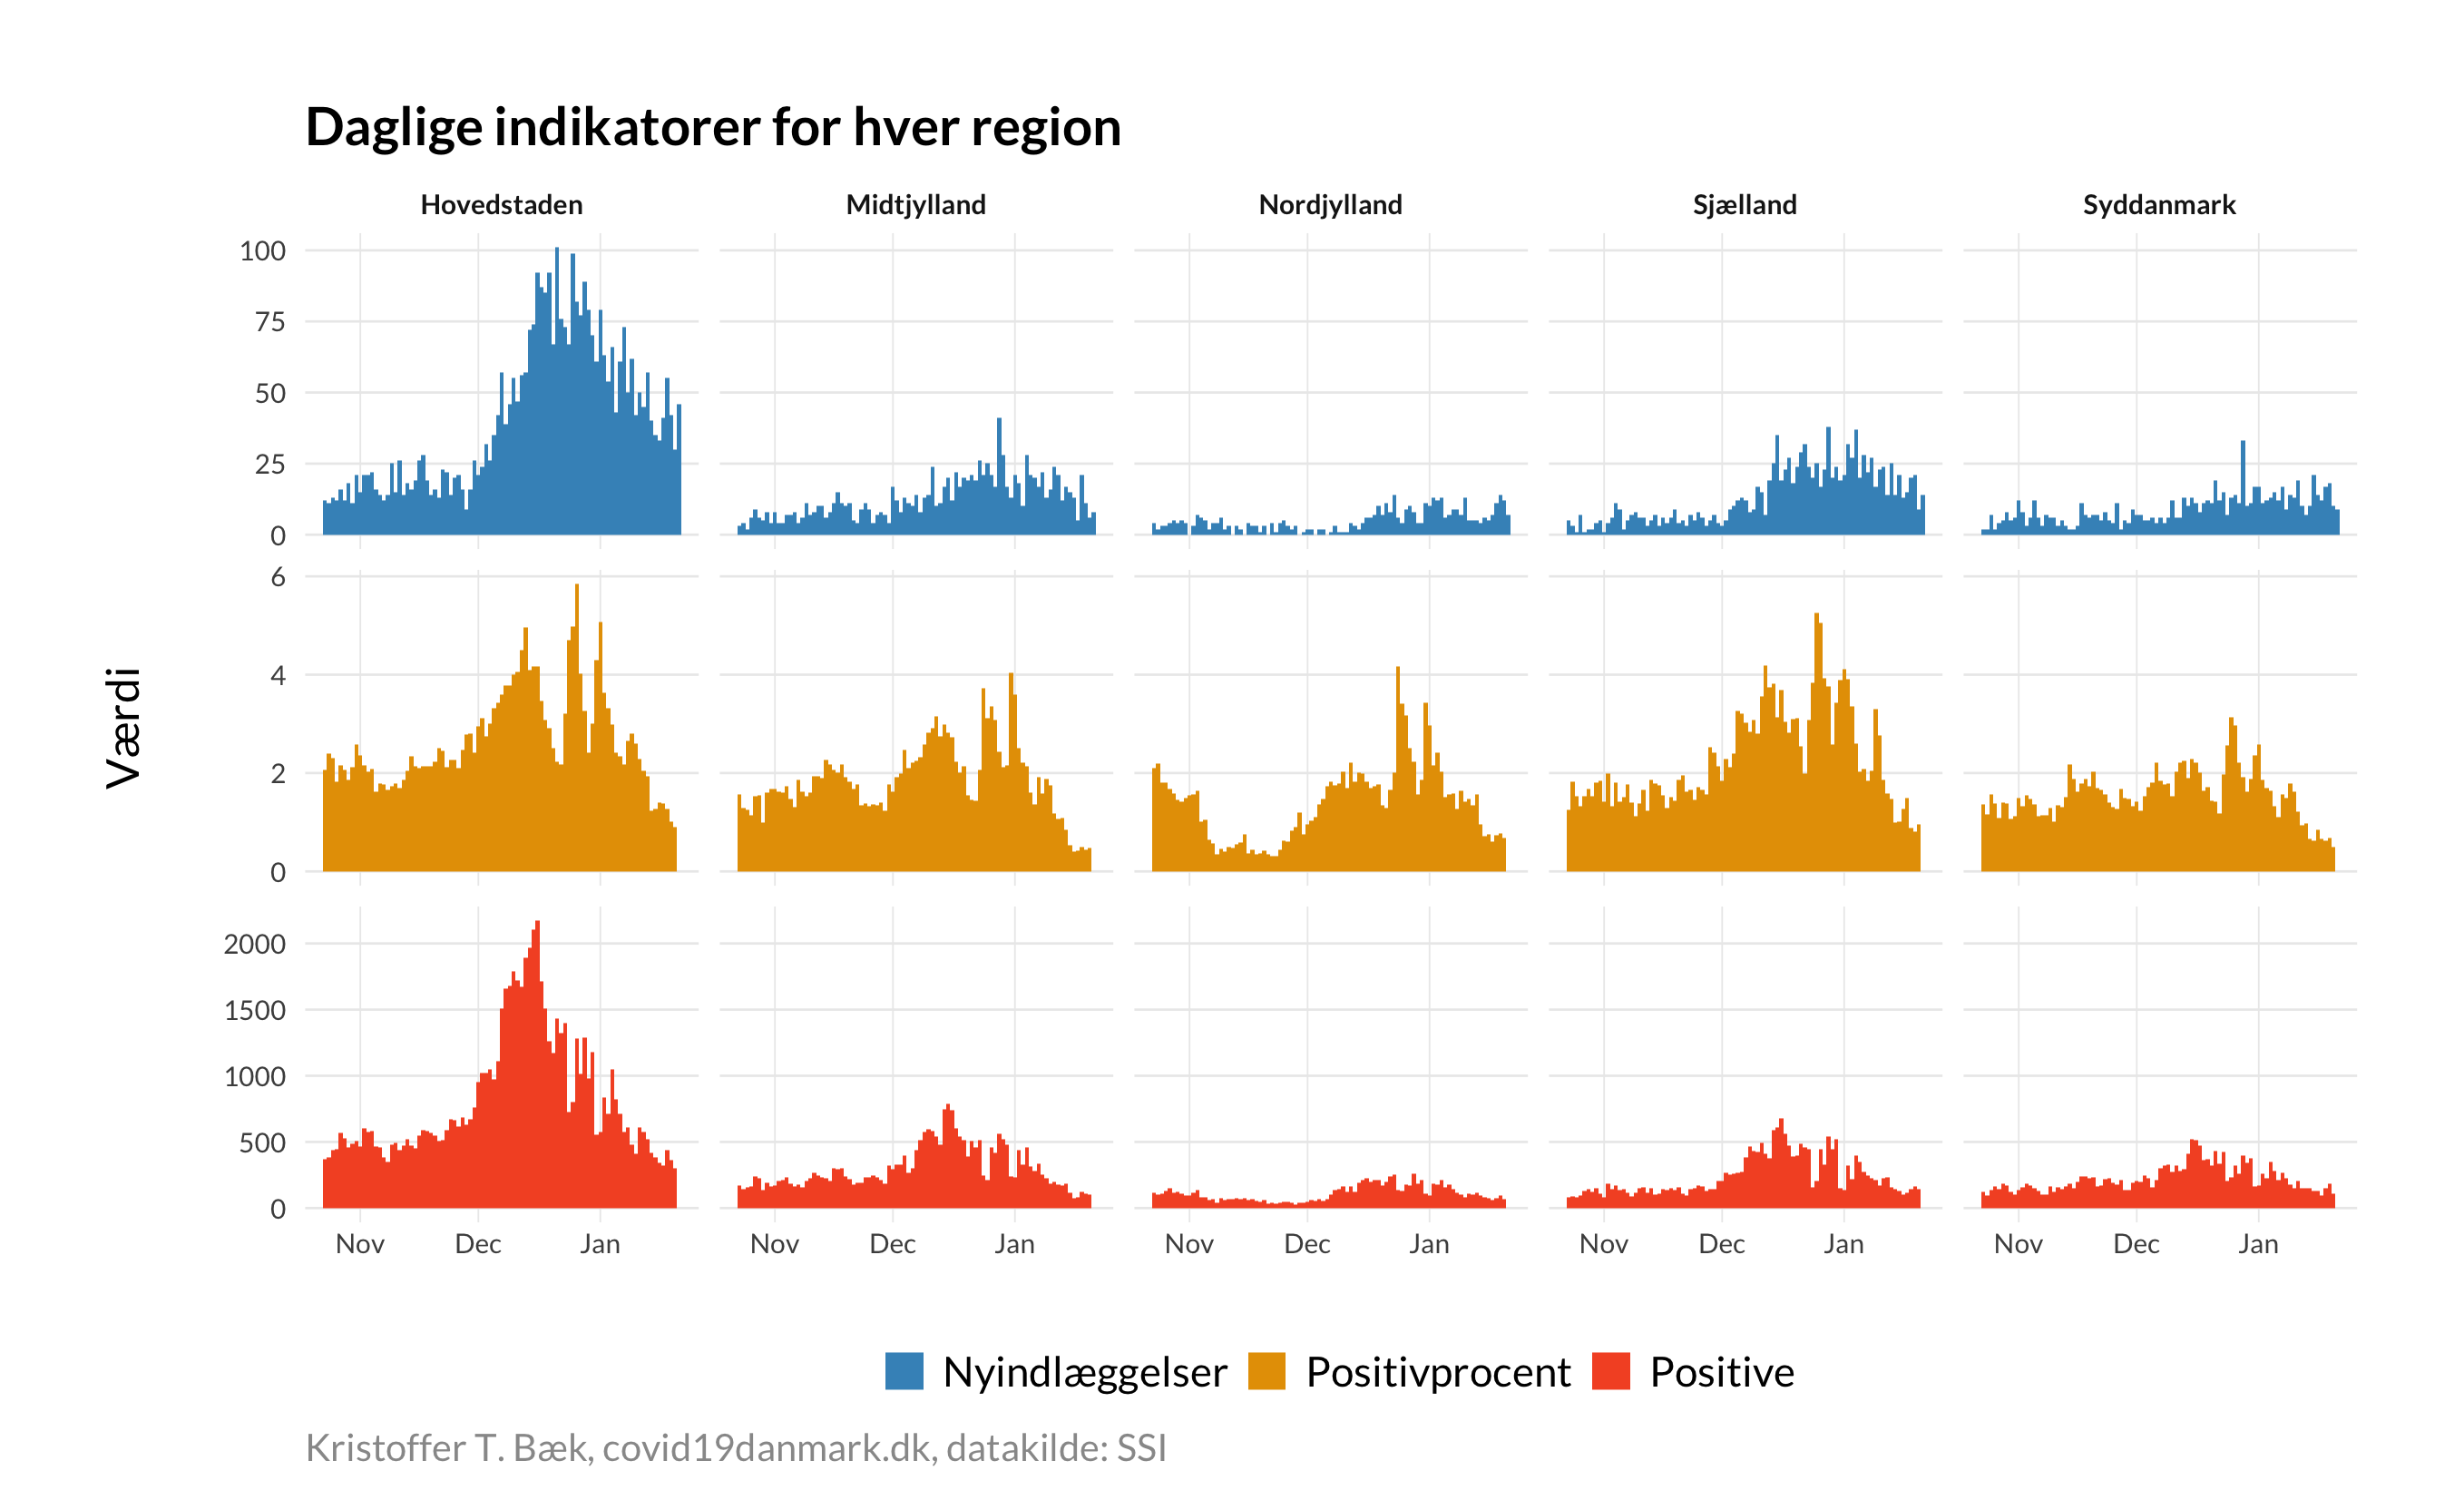 Daglige indikatorer for hver region
Hovedstaden Midtjylland Nordjylland Sjælland Syddanmark
100
75
50
25
0
6
4
2
0
2000
1500
1000
500
0
Værdi
Nov Dec Jan Nov Dec Jan Nov Dec Jan Nov Dec Jan Nov Dec Jan
Nyindlæggelser Positivprocent Positive
Kristoffer T. Bæk, covid19danmark.dk, datakilde: SSI